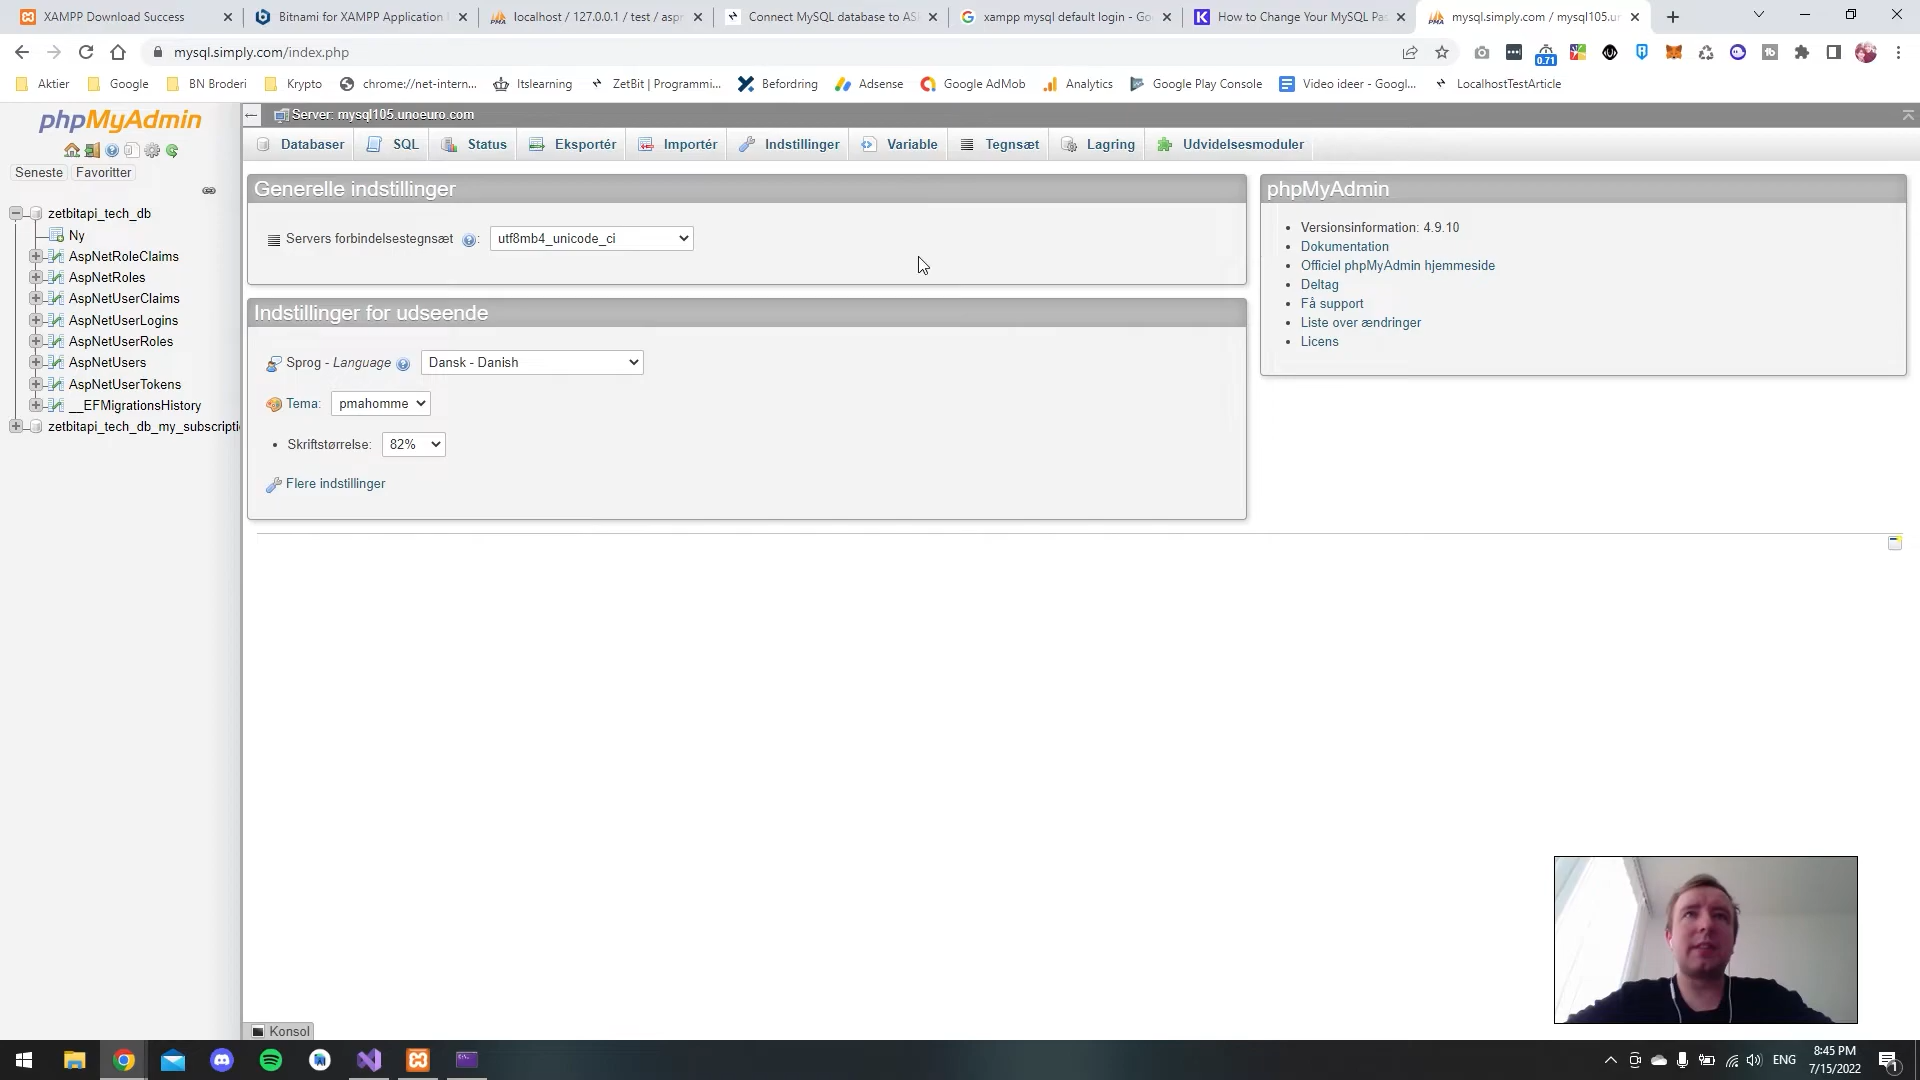 XAMPP Download Success
Bitnami for XAMPP Application
localhost / 127.0.0.1 / test / aspr
Connect MySQL database to AS
xampp mysql default login - Go
How to Change Your MySQL Pas
mysql.simply.com / mysql105.ur
mysql.simply.com/index.php
0.71
Aktier
Google
BN Broderi
Krypto
chrome://net-intern...
Itslearning
ZetBit | Programmi...
Befordring
Adsense
Google AdMob
Analytics
Google Play Console
Video ideer - Googl...
LocalhostTestArticle
phpMyAdmin
Seneste
Favoritter
zetbitapi_tech_db
Ny
AspNetRoleClaims
AspNetRoles
AspNetUserClaims
AspNetUserLogins
AspNetUserRoles
AspNetUsers
AspNetUserTokens
__EFMigrationsHistory
zetbitapi_tech_db_my_subscripti
Server: mysql105.unoeuro.com
Databaser
SQL
Status
Eksportér
Importér
Indstillinger
Variable
Tegnsæt
Lagring
Udvidelsesmoduler
Generelle indstillinger
Servers forbindelsestegnsæt : utf8mb4_unicode_ci
Indstillinger for udseende
Sprog - Language Dansk - Danish
Tema: pmahomme
• Skriftstørrelse: 82%
Flere indstillinger
phpMyAdmin
• Versionsinformation: 4.9.10
• Dokumentation
• Officiel phpMyAdmin hjemmeside
• Deltag
• Få support
• Liste over ændringer
• Licens
Konsol
ENG
8:45 PM
7/15/2022
1